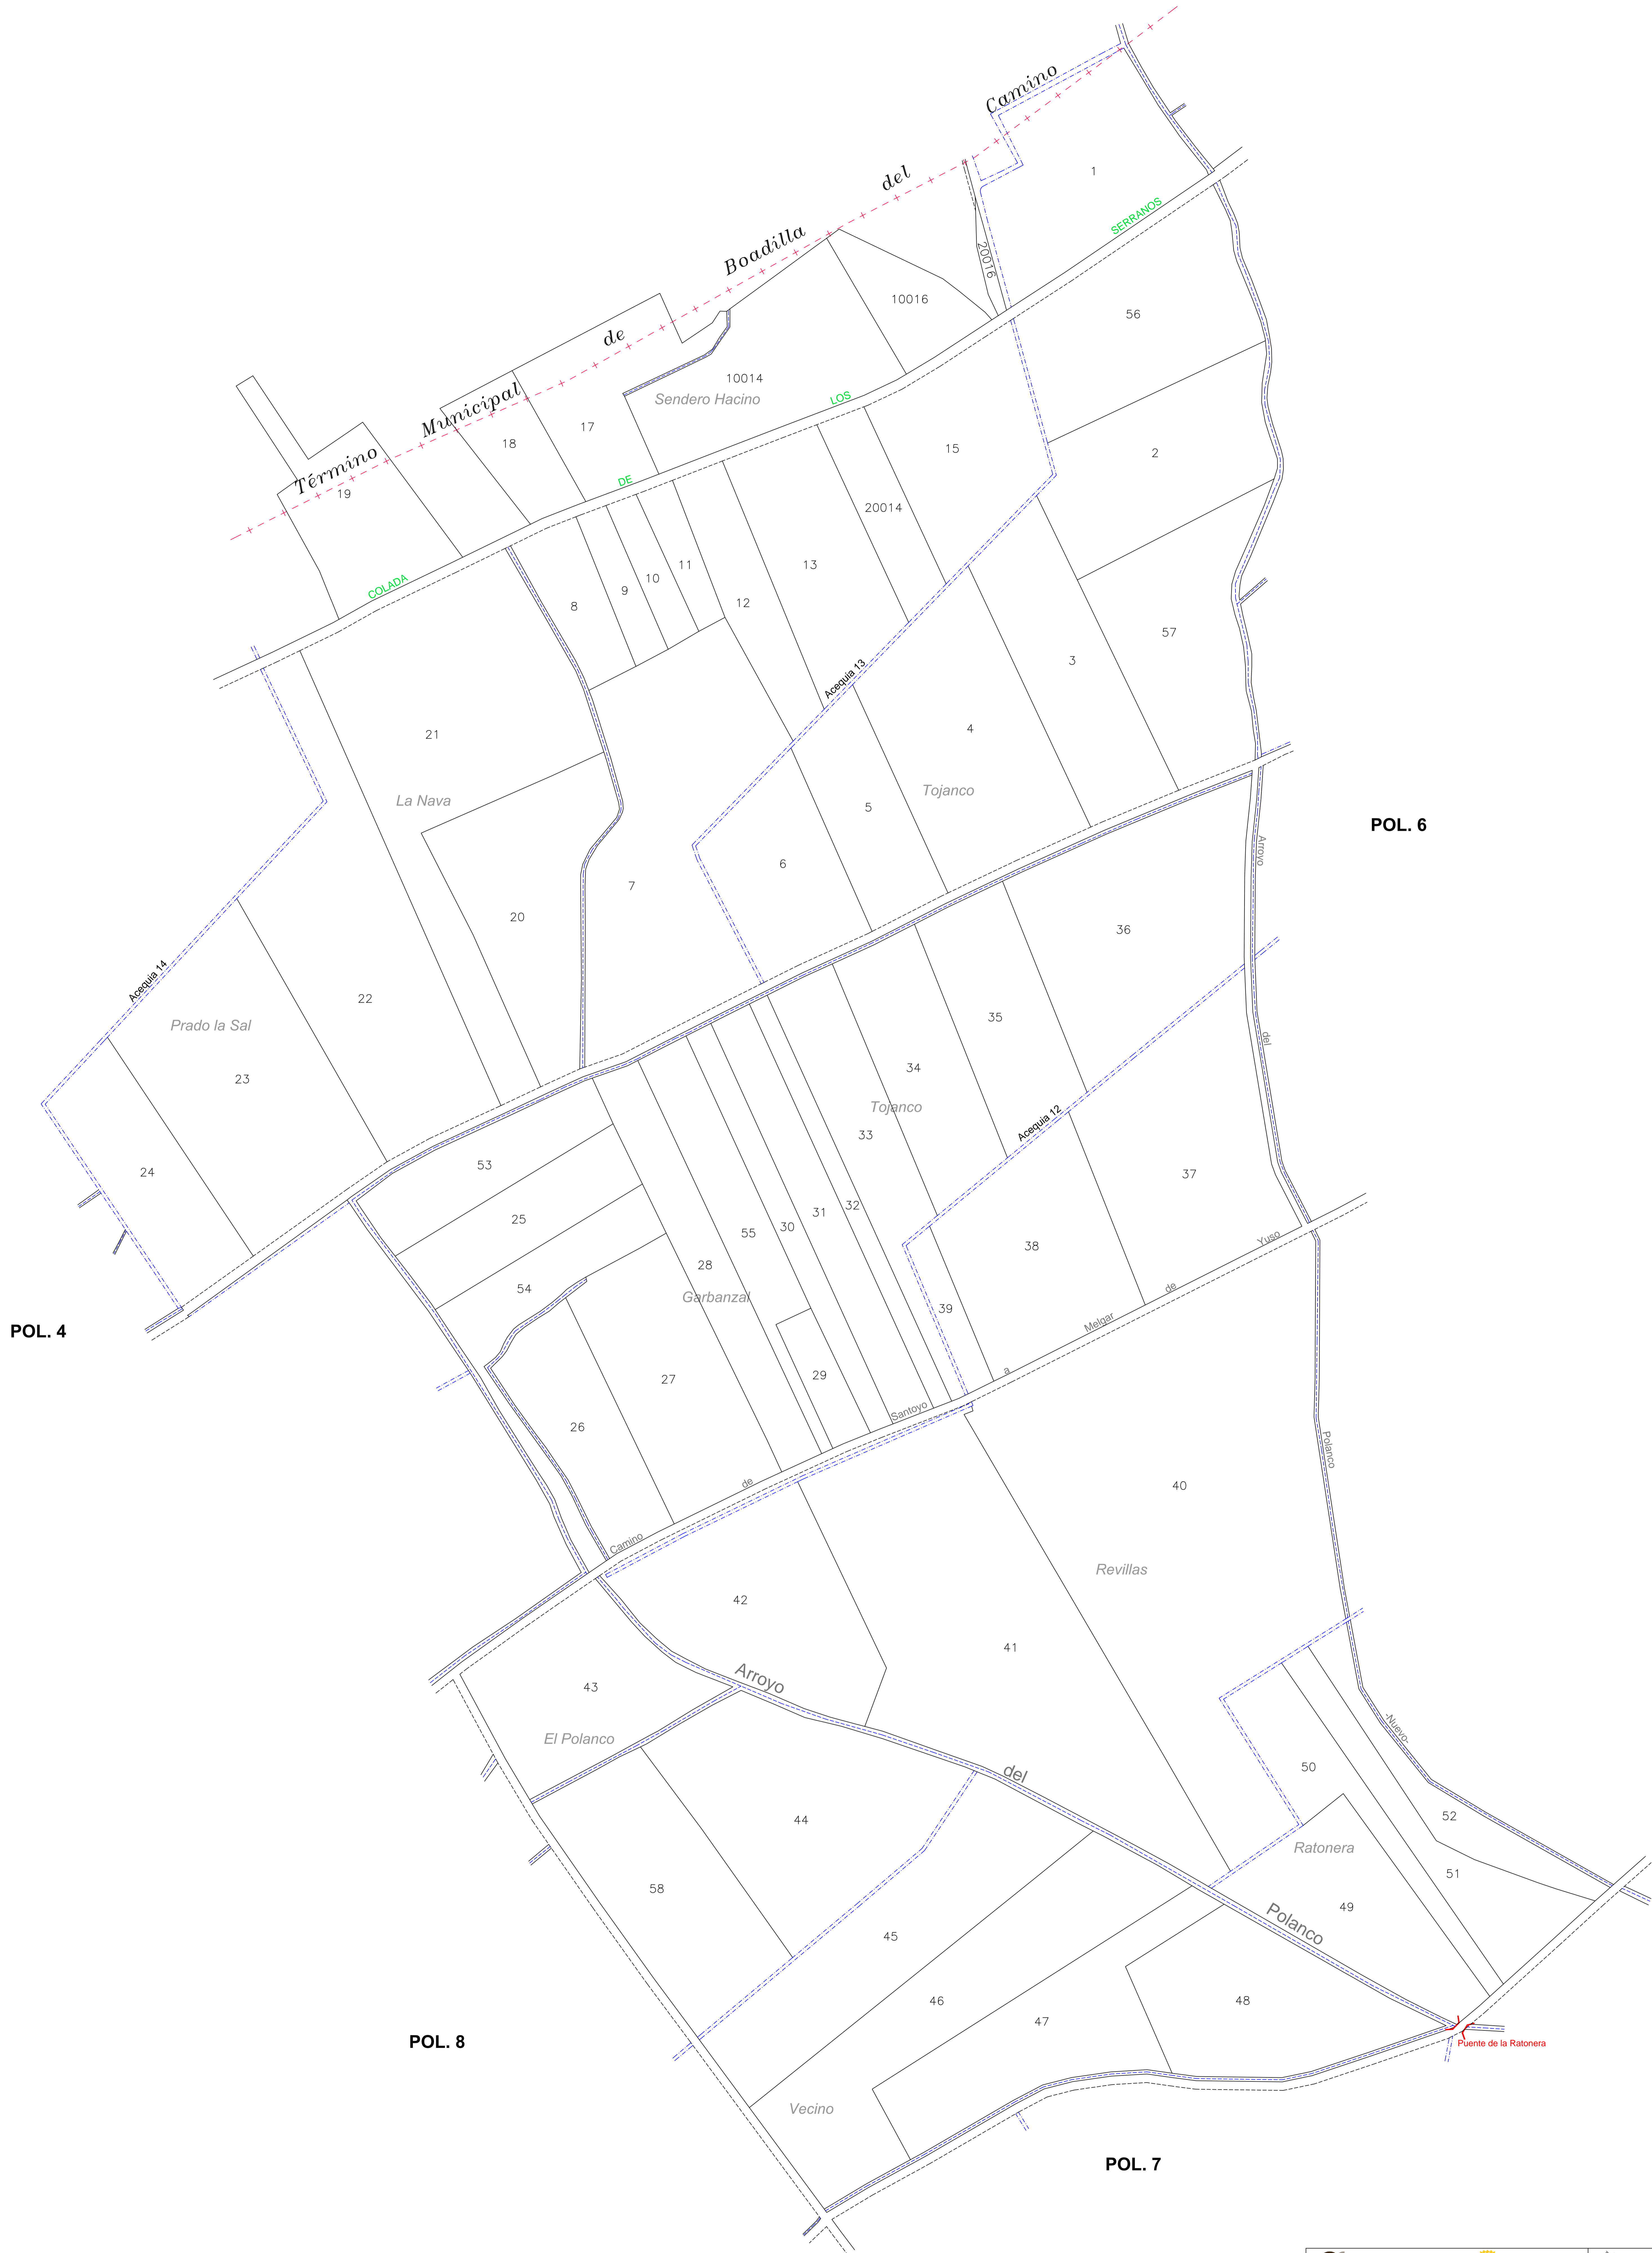 Término Municipal de Boadilla del Camino
1
SERRANOS
20016
10016
56
10014
Sendero Hacino
LOS
17
18
DE
19
15
2
20014
COLADA
13
11
10
9
8
12
57
3
Acequia 13
4
21
La Nava
Tojanco
5
6
7
20
POL. 6
Arroyo
36
Acequia 14
22
Prado la Sal
23
35
del
34
Tojanco
33
Acequia 12
24
53
37
25
32
31
30
55
28
38
Yuso
de
54
Garbanzal
39
Melgar
POL. 4
a
29
27
Santoyo
26
Polanco
de
40
Camino
Revillas
42
41
Arroyo
43
El Polanco
-Nuevo-
50
del
52
44
Ratonera
51
58
49
45
Polanco
46
48
47
POL. 8
Puente de la Ratonera
Vecino
POL. 7